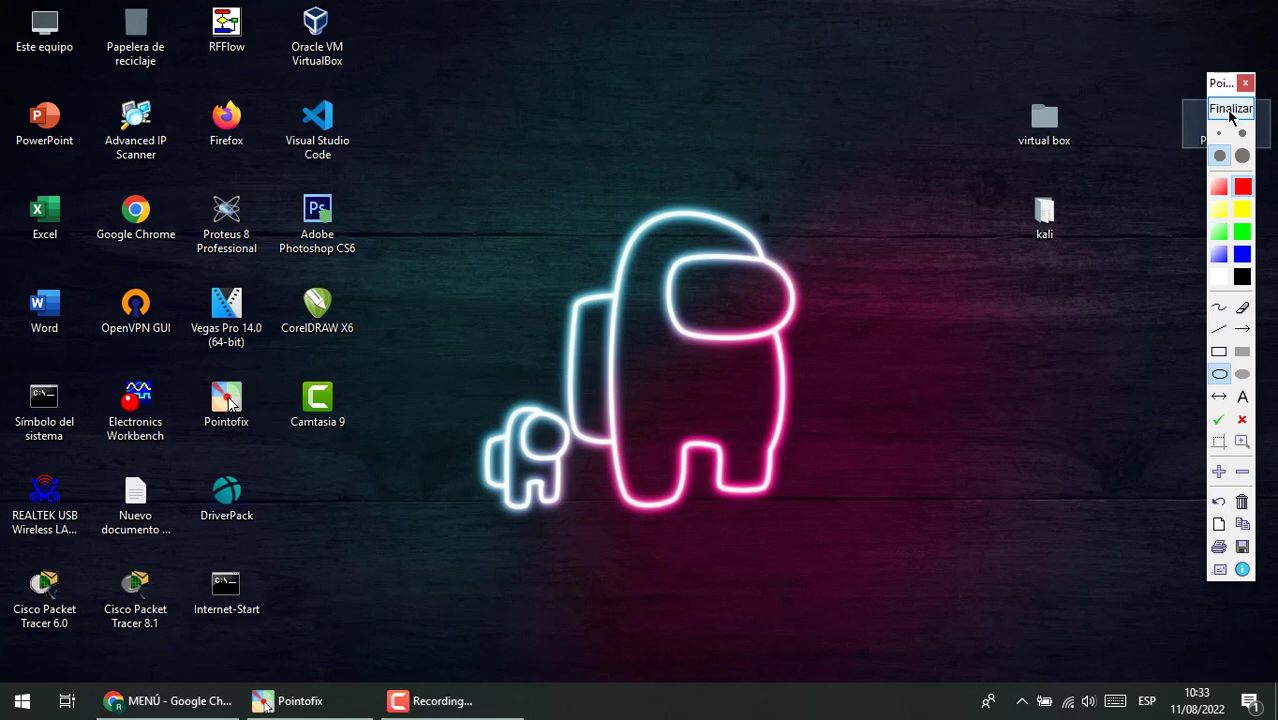 Este equipo
Papelera de
reciclaje
RFFlow
Oracle VM
VirtualBox
PowerPoint
Advanced IP
Scanner
Firefox
Visual Studio
Code
Excel
Google Chrome
Proteus 8
Professional
Ps
Adobe
Photoshop CS6
Word
OpenVPN GUI
Vegas Pro 14.0
(64-bit)
CorelDRAW X6
C:\_
Símbolo del
sistema
Electronics
Workbench
Pointofix
Camtasia 9
REALTEK USB
Wireless LA...
Nuevo
documento ...
DriverPack
Cisco Packet
Tracer 6.0
Cisco Packet
Tracer 8.1
Internet-Start
virtual box
kali
Poi...
Finalizar
A
MENÚ - Google Ch...
Pointofix
Recording...
ESP
10:33
11/08/2022
1